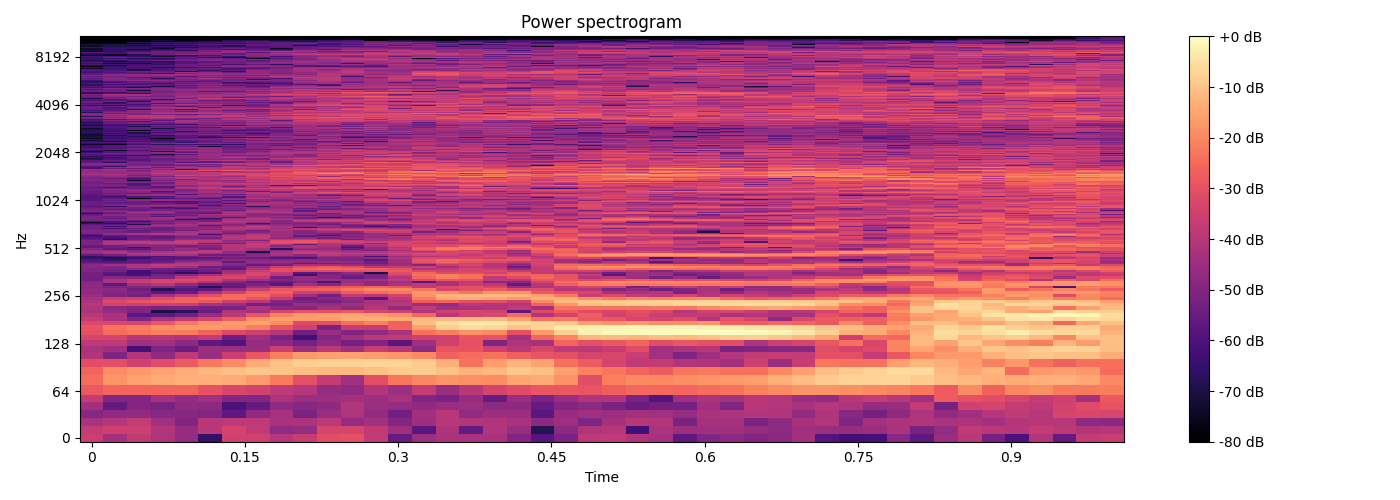 Power spectrogram
Hz
8192
4096
2048
1024
512
256
128
64
0
0 0.15 0.3 0.45 0.6 0.75 0.9
Time
+0 dB
-10 dB
-20 dB
-30 dB
-40 dB
-50 dB
-60 dB
-70 dB
-80 dB